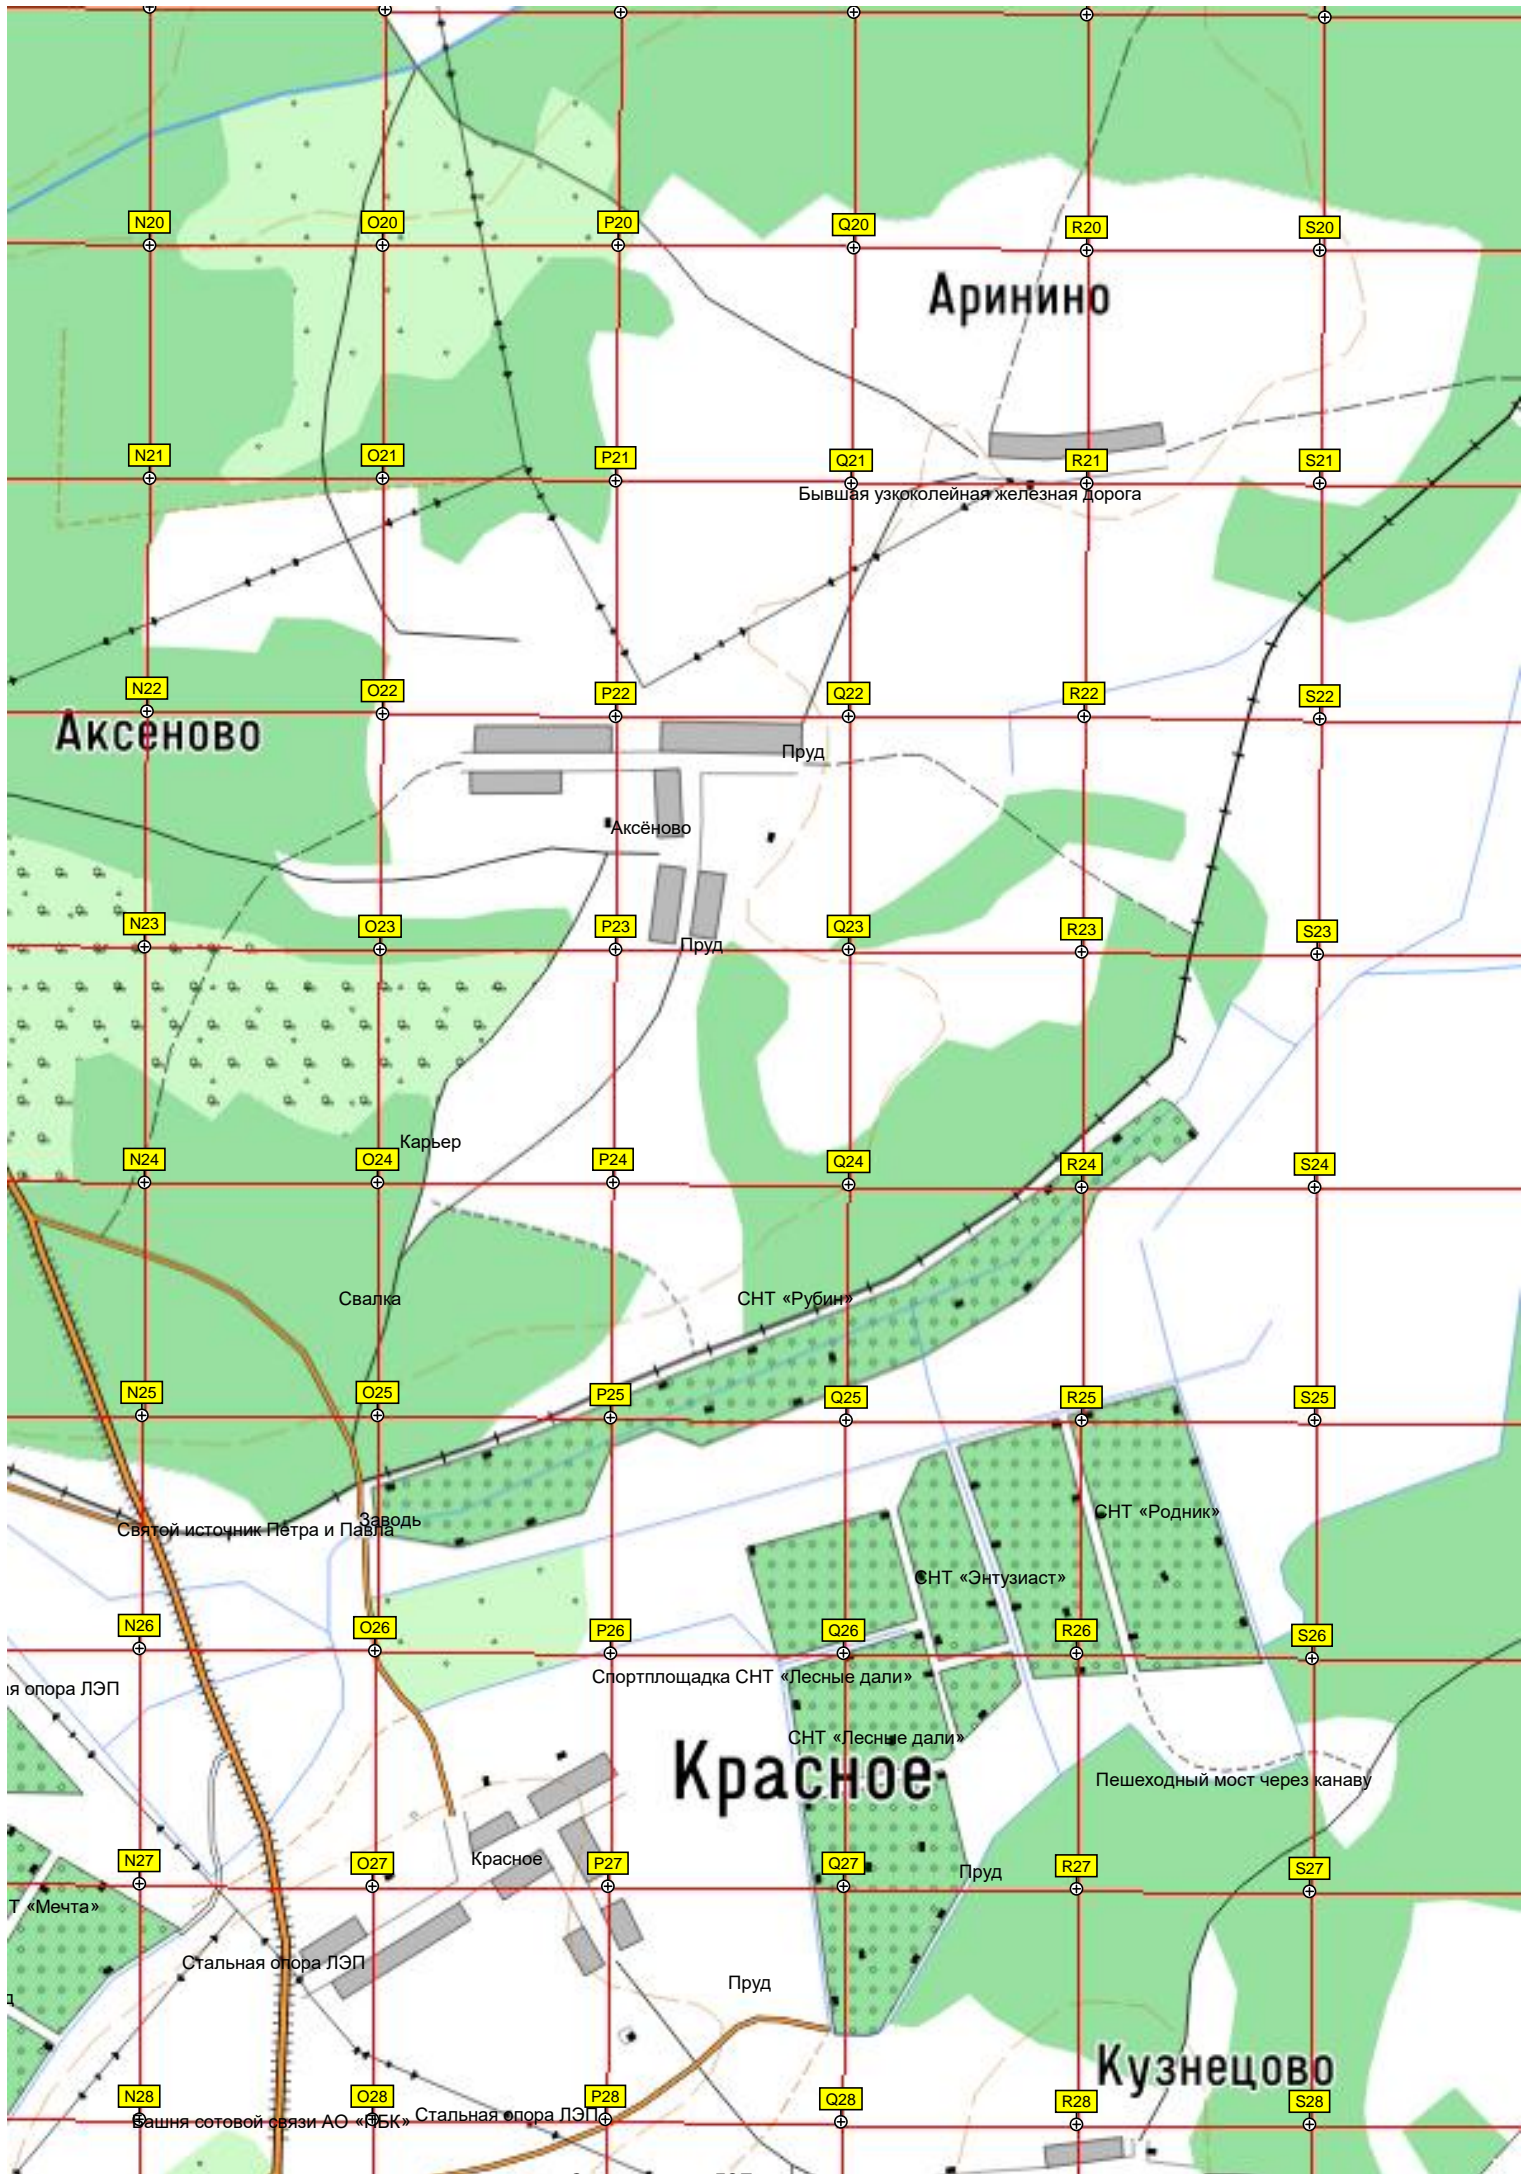 N20 O20 P20 Q20 R20 S20
Аринино
N21 O21 P21 Q21 R21 S21
Бывшая узкоколейная железная дорога
N22 O22 P22 Q22 R22 S22
Аксёново
Пруд
Аксёново
N23 O23 P23 Q23 R23 S23
Пруд
Карьер
N24 O24 P24 Q24 R24 S24
Свалка
СНТ «Рубин»
N25 O25 P25 Q25 R25 S25
СНТ «Родник»
Заводь
Святой источник Петра и Павла
СНТ «Энтузиаст»
N26 O26 P26 Q26 R26 S26
Спортплощадка СНТ «Лесные дали»
ая опора ЛЭП
СНТ «Лесные дали»
Красное
Пешеходный мост через канаву
Красное
N27 O27 P27 Q27 R27 S27
Пруд
Т «Мечта»
Стальная опора ЛЭП
Пруд
Кузнецово
N28 O28 P28 Q28 R28 S28
Стальная опора ЛЭП
Башня сотовой связи АО «ПБК»